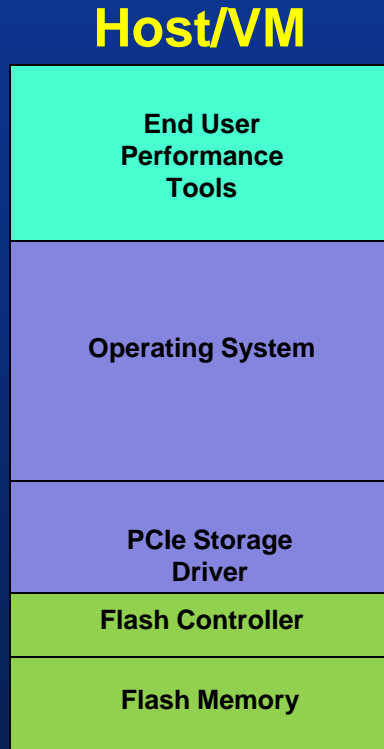 Host/VM
End User
Performance
Tools
Operating System
PCIe Storage
Driver
Flash Controller
Flash Memory